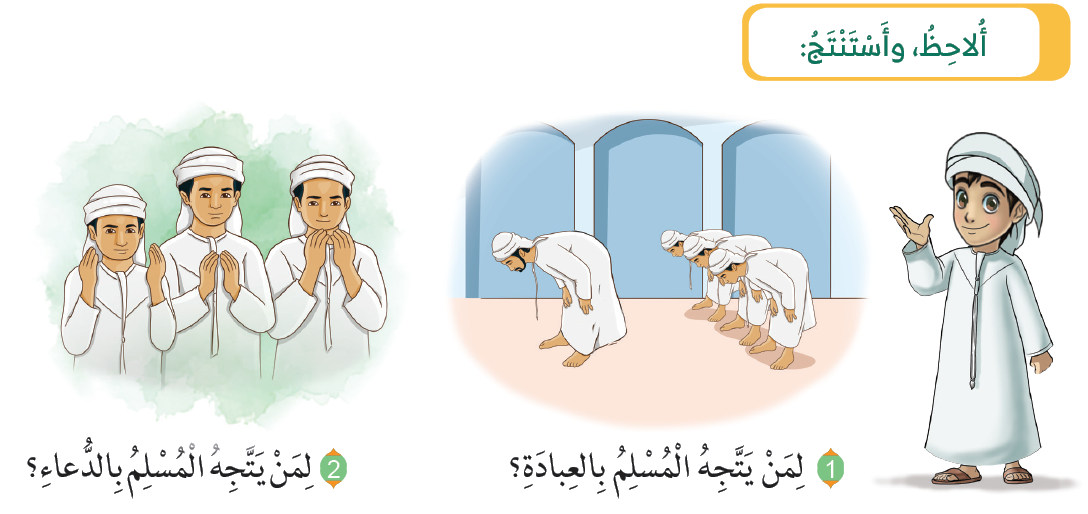 أُلاحِظُ، وأَسْتَنْتَجُ:
1 لِمَنْ يَتَّجِهُ الْمُسْلِمُ بِالعِبادَةِ؟
2 لِمَنْ يَتَّجِهُ الْمُسْلِمُ بِالدُّعاءِ؟